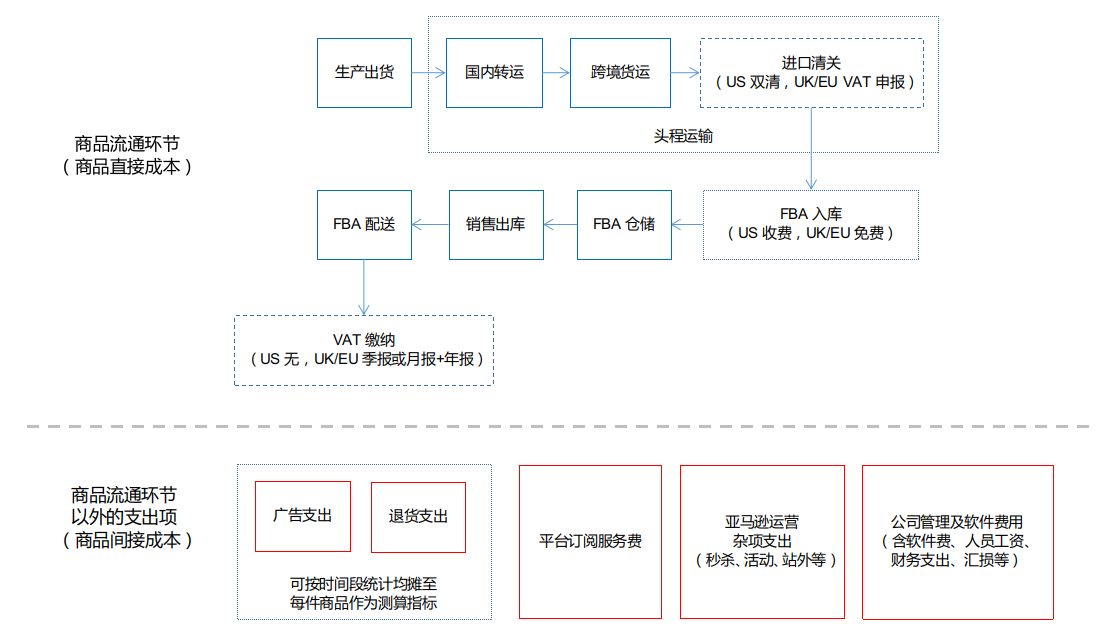 生产出货
国内转运
跨境货运
进口清关
（US 双清，UK/EU VAT 申报）
头程运输
商品流通环节
（商品直接成本）
FBA 配送
销售出库
FBA 仓储
FBA 入库
（US 收费，UK/EU 免费）
VAT 缴纳
（US 无，UK/EU 季报或月报+年报）
商品流通环节
以外的支出项
（商品间接成本）
广告支出
退货支出
可按时间段统计均摊至
每件商品作为测算指标
平台订阅服务费
亚马逊运营
杂项支出
（秒杀、活动、站外等）
公司管理及软件费用
（含软件费、人员工资、
财务支出、汇损等）